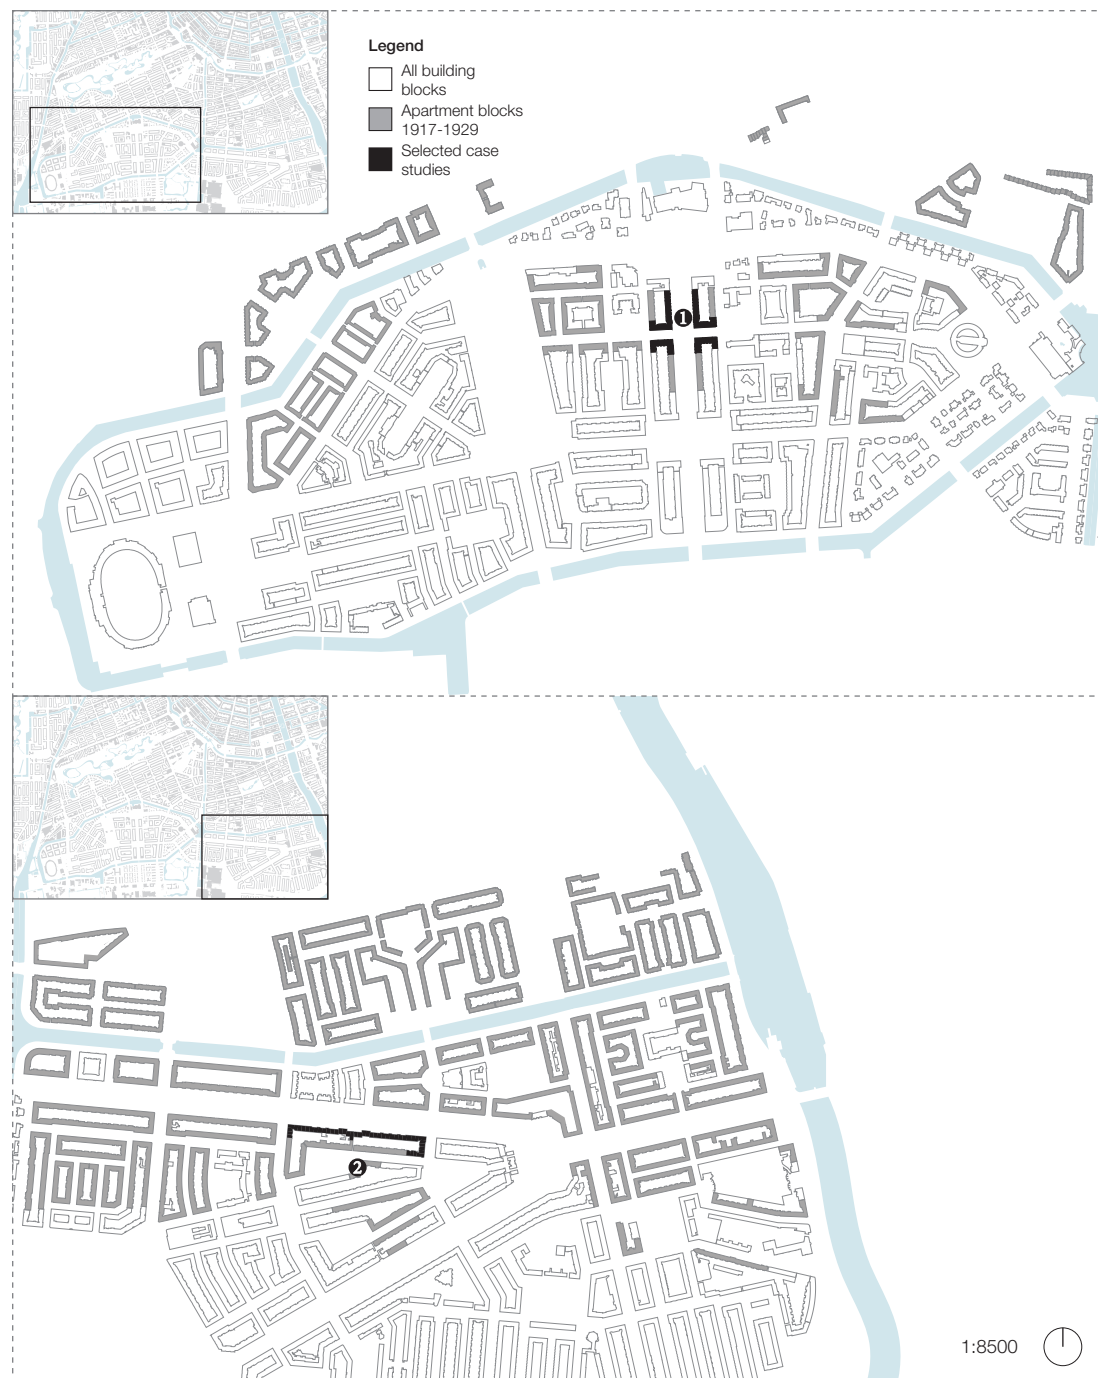 Legend
All building
blocks
Apartment blocks
1917-1929
Selected case
studies
1
2
1:8500